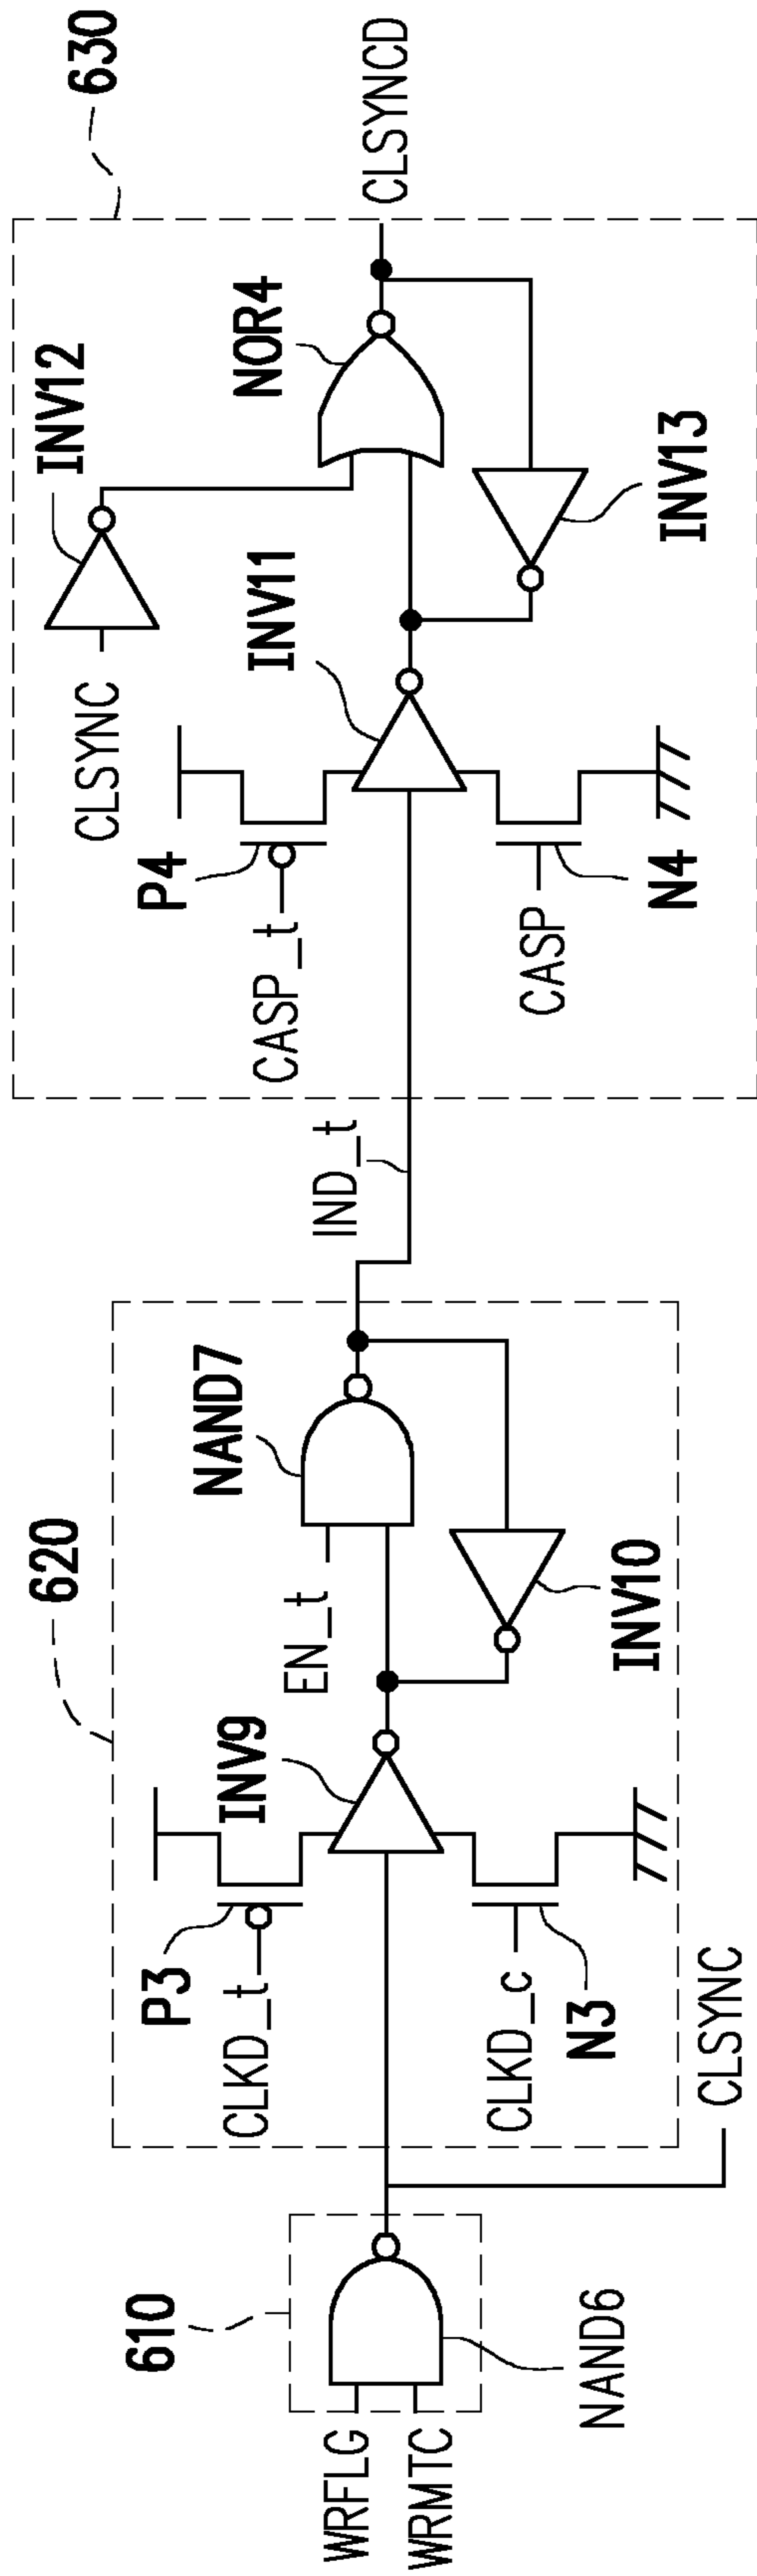 610
WRFLG
WRMTC
NAND6
CLSYNC
620
P3
CLKD_t
INV9
CLKD_c
N3
EN_t
NAND7
INV10
IND_t
630
CLSYNC
INV12
P4
CASP_t
INV11
CASP
N4
NOR4
INV13
CLSYNCD